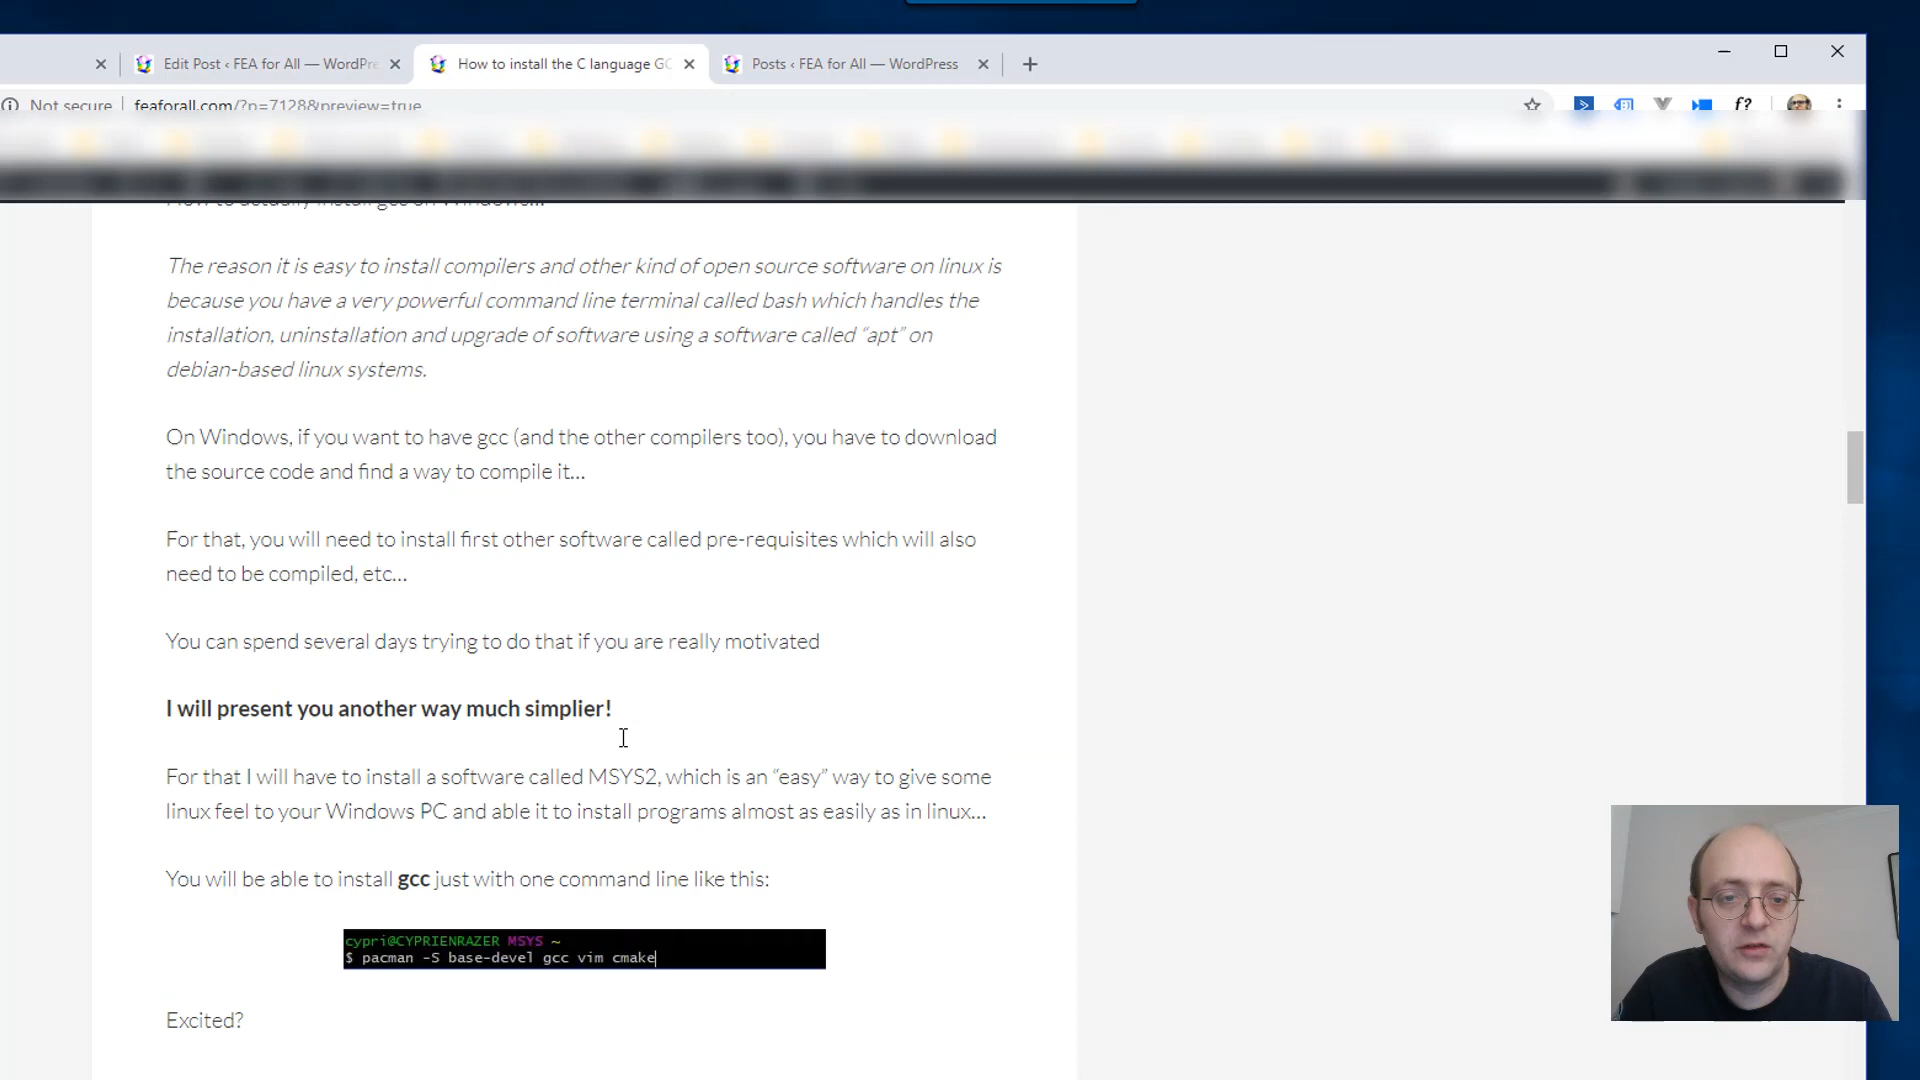 Edit Post ‹ FEA for All — WordPre
How to install the C language GC
Posts ‹ FEA for All — WordPress
Not secure
feaforall.com/?p=7128&preview=true
f?
How to actually install gcc on Windows…
The reason it is easy to install compilers and other kind of open source software on linux is
because you have a very powerful command line terminal called bash which handles the
installation, uninstallation and upgrade of software using a software called “apt” on
debian-based linux systems.
On Windows, if you want to have gcc (and the other compilers too), you have to download
the source code and find a way to compile it…
For that, you will need to install first other software called pre-requisites which will also
need to be compiled, etc…
You can spend several days trying to do that if you are really motivated
I will present you another way much simplier!
For that I will have to install a software called MSYS2, which is an “easy” way to give some
linux feel to your Windows PC and able it to install programs almost as easily as in linux…
You will be able to install gcc just with one command line like this:
cypri@CYPRIENRAZER MSYS ~
$ pacman -S base-devel gcc vim cmake
Excited?